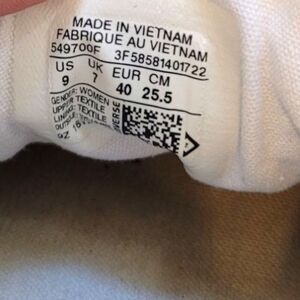 MADE IN VIETNAM
FABRIQUE AU VIETNAM
549700F 3F58581401722
US UK EUR CM
9 7 40 25.5
GENDER: WOMEN
UPPER: TEXTILE
LINING: TEXTILE